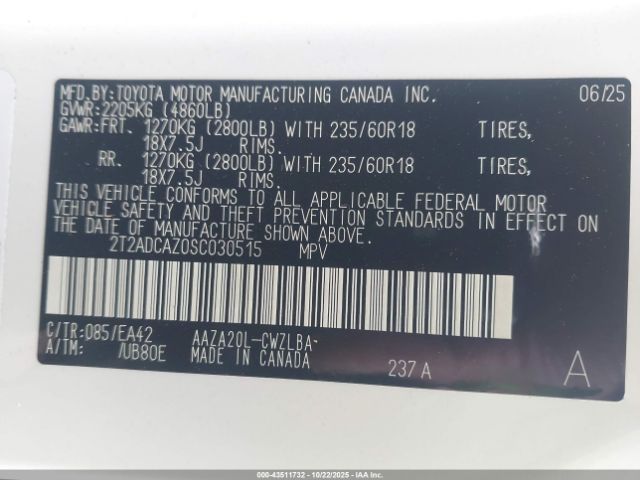 MFD.BY:TOYOTA MOTOR MANUFACTURING CANADA INC. 06/25
GVWR:2205KG (4860LB)
GAWR:FRT. 1270KG (2800LB) WITH 235/60R18 TIRES,
18X7.5J RIMS.
RR. 1270KG (2800LB) WITH 235/60R18 TIRES,
18X7.5J RIMS.
THIS VEHICLE CONFORMS TO ALL APPLICABLE FEDERAL MOTOR
VEHICLE SAFETY AND THEFT PREVENTION STANDARDS IN EFFECT ON
THE DATE OF MANUFACTURE SHOWN ABOVE.
2T2ADCAZ0SC030515 MPV
C/TR:085/EA42 AAZA20L-CWZLBA
A/TM: /UB80E MADE IN CANADA
237 A A
000-43511732 | 10/22/2025 | IAAI.com